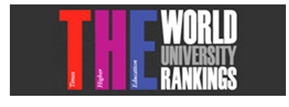 THE
Times Higher Education
WORLD
UNIVERSITY
RANKINGS